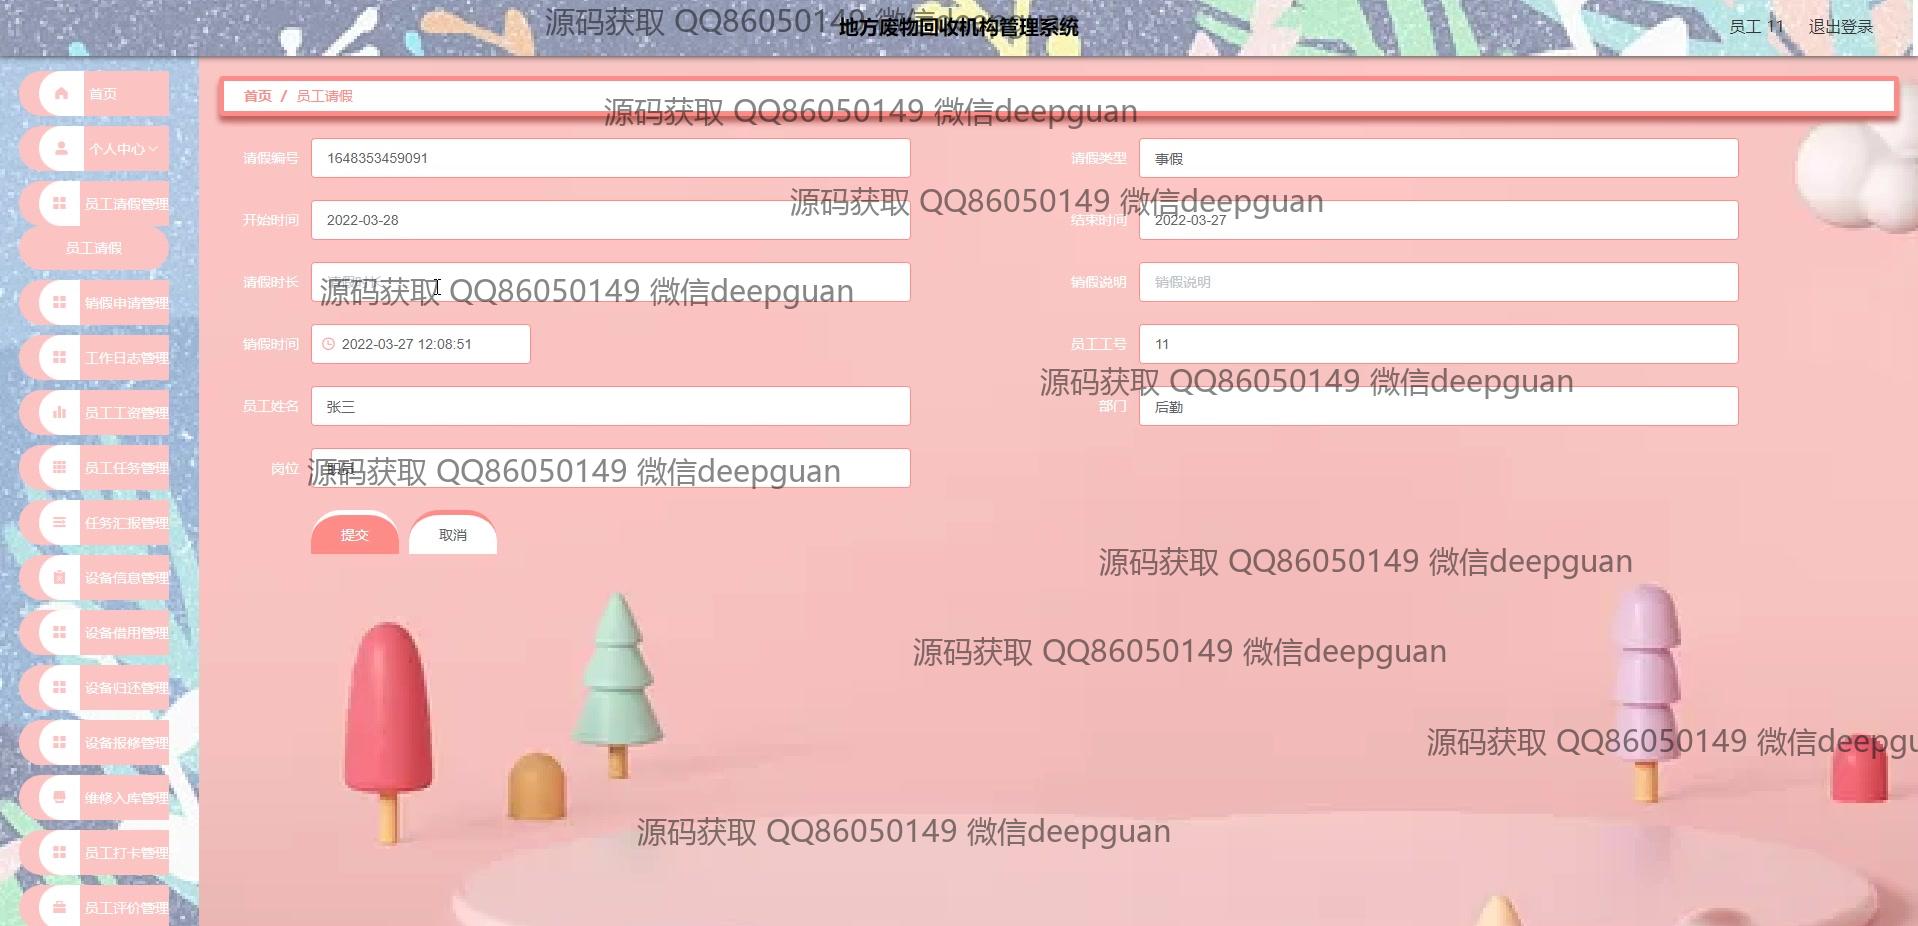 源码获取 QQ86050149 微信deepguan
地方废物回收机构管理系统
员工 11
退出登录
首页
个人中心
员工请假管理
员工请假
销假申请管理
工作日志管理
员工工资管理
员工任务管理
任务汇报管理
设备信息管理
设备借用管理
设备归还管理
设备报修管理
维修入库管理
员工打卡管理
员工评价管理
首页 / 员工请假
源码获取 QQ86050149 微信deepguan
请假编号 1648353459091
请假类型 事假
源码获取 QQ86050149 微信deepguan
开始时间 2022-03-28
结束时间 2022-03-27
请假时长
源码获取 QQ86050149 微信deepguan
销假说明 销假说明
销假时间 2022-03-27 12:08:51
员工工号 11
源码获取 QQ86050149 微信deepguan
员工姓名 张三
部门 后勤
岗位
源码获取 QQ86050149 微信deepguan
提交
取消
源码获取 QQ86050149 微信deepguan
源码获取 QQ86050149 微信deepguan
源码获取 QQ86050149 微信deepgu
源码获取 QQ86050149 微信deepguan